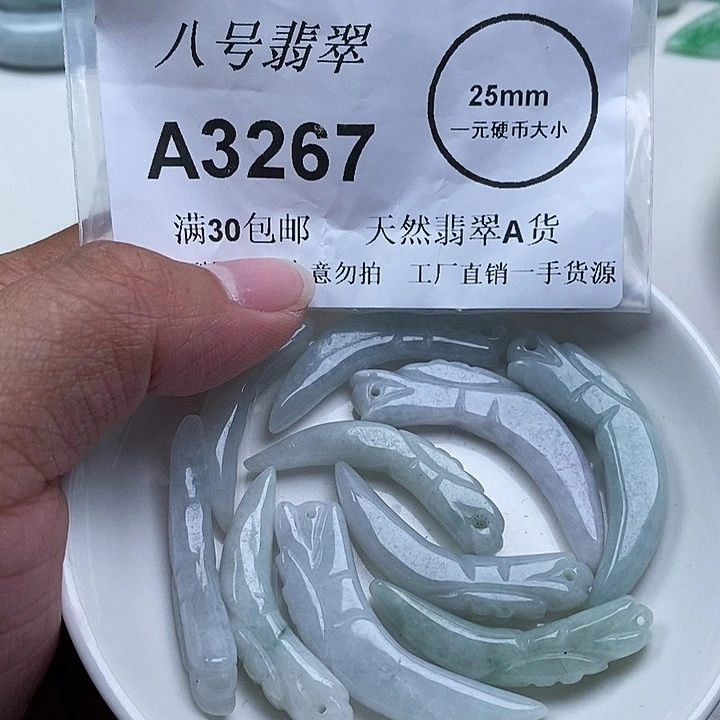 八号翡翠
25mm
一元硬币大小
A3267
满30包邮 天然翡翠A货
意勿拍 工厂直销一手货源